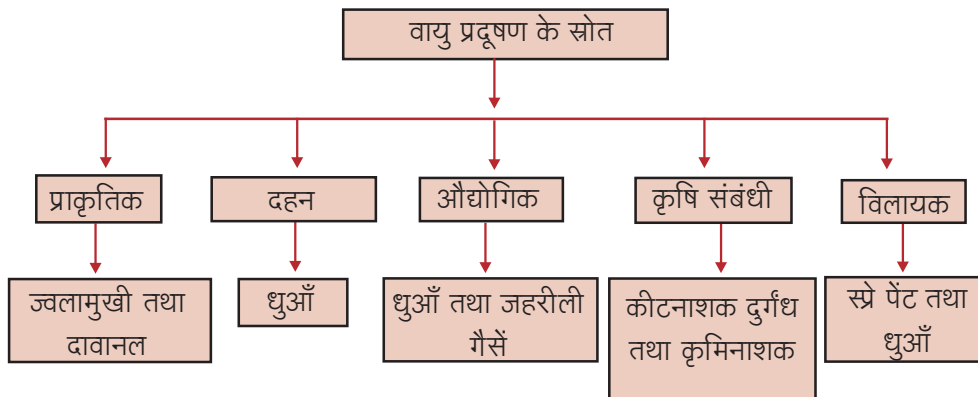 वायु प्रदूषण के स्रोत
प्राकृतिक
दहन
औद्योगिक
कृषि संबंधी
विलायक
ज्वलामुखी तथा
दावानल
धुआँ
धुआँ तथा जहरीली
गैसें
कीटनाशक दुर्गंध
तथा कृमिनाशक
स्प्रे पेंट तथा
धुआँ